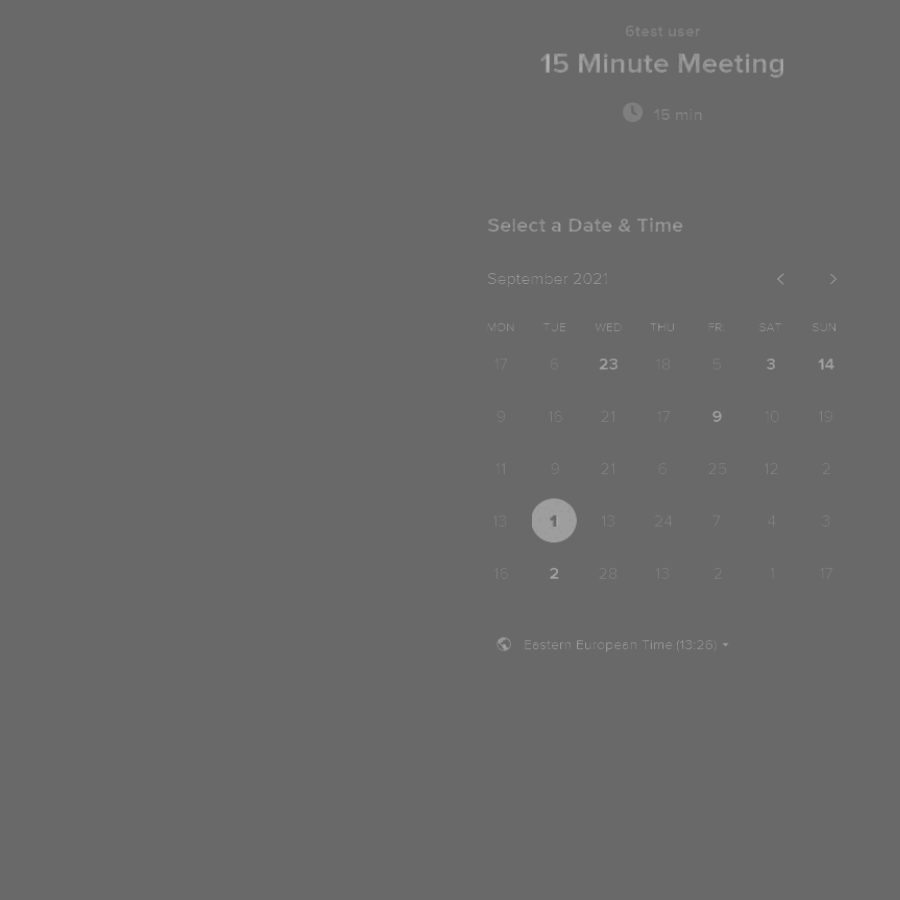 6test user
15 Minute Meeting
15 min
Select a Date & Time
September 2021
MON TUE WED THU FRI SAT SUN
17 6 23 18 5 3 14
9 16 21 17 9 10 19
11 9 21 6 25 12 2
13 1 13 24 7 4 3
15 2 28 13 2 1 17
Eastern European Time (13:26)